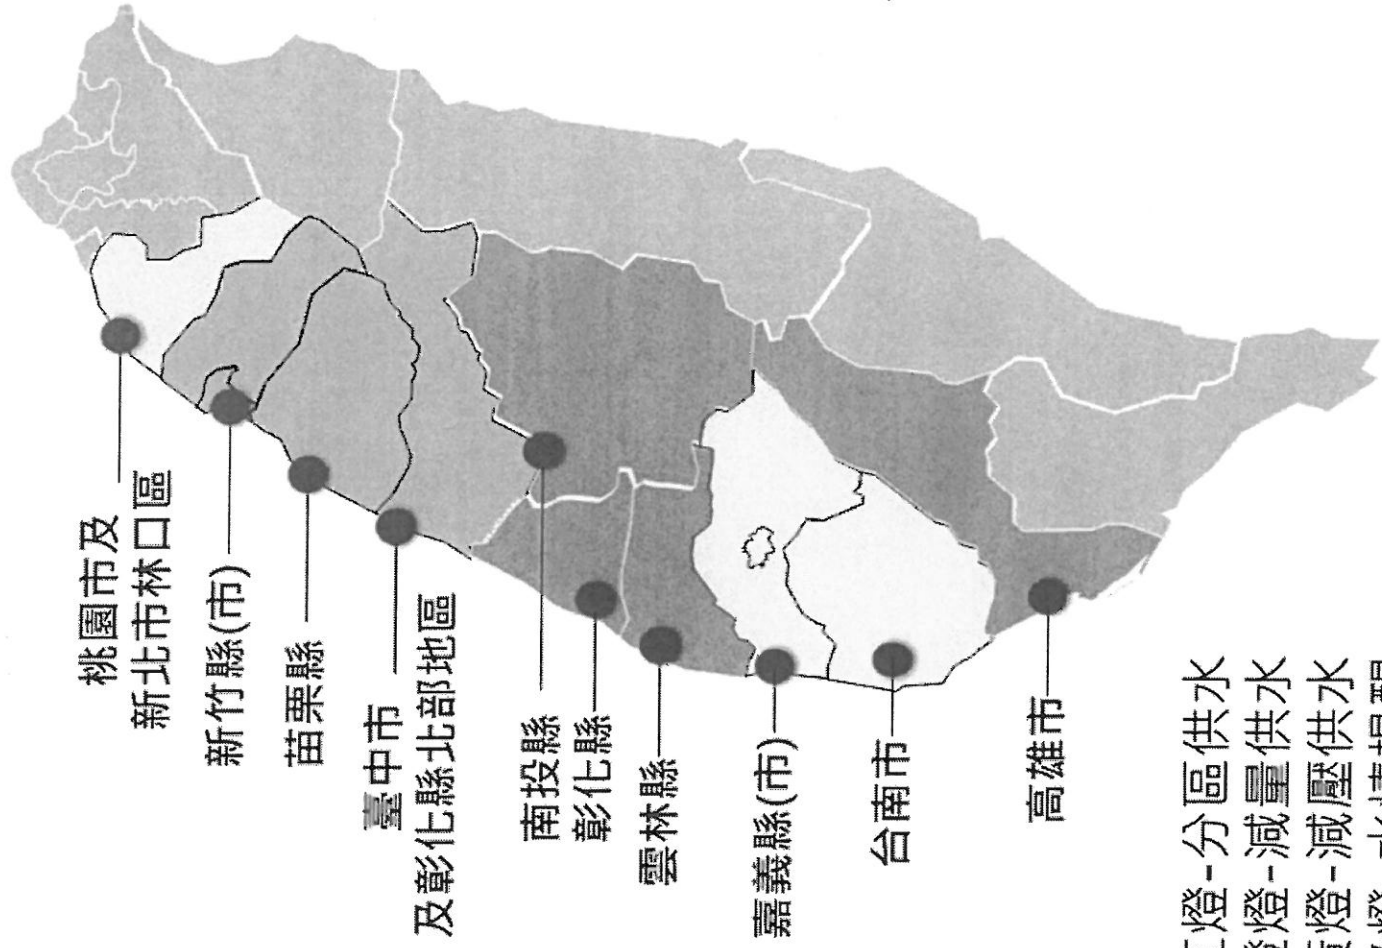 桃園市及
新北市林口區
新竹縣(市)
苗栗縣
臺中市
及彰化縣北部地區
南投縣
彰化縣
雲林縣
嘉義縣(市)
台南市
高雄市
燈-分區供水
燈-減量供水
燈-減壓供水